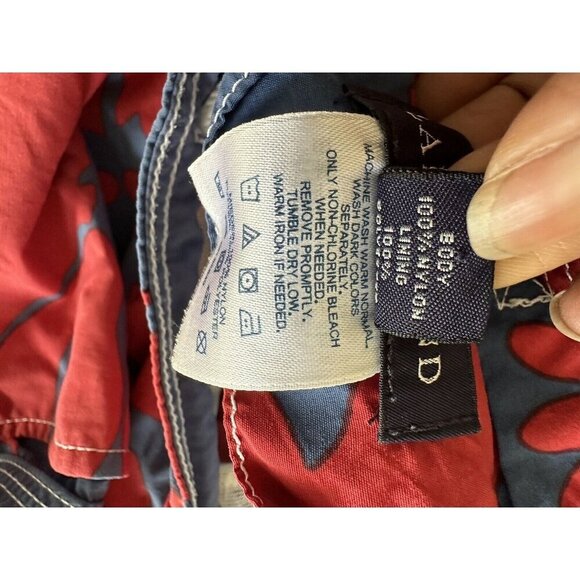 MACHINE WASH WARM NORMAL.
WASH DARK COLORS
SEPARATELY.
ONLY NON-CHLORINE BLEACH
WHEN NEEDED.
TUMBLE DRY LOW.
REMOVE PROMPTLY.
WARM IRON IF NEEDED.
BODY
100% NYLON
LINING
100%
D